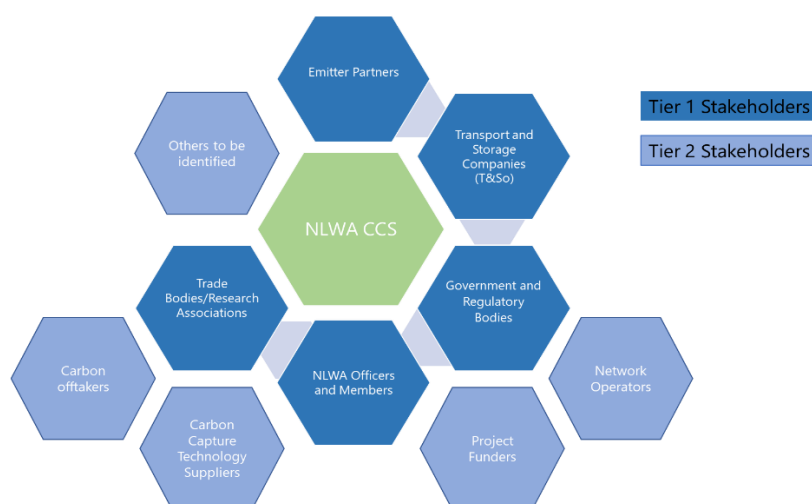 Emitter Partners
Tier 1 Stakeholders
Transport and
Storage
Companies
(T&So)
Others to be
identified
Tier 2 Stakeholders
NLWA CCS
Trade
Bodies/Research
Associations
Government and
Regulatory
Bodies
Carbon
offtakers
NLWA Officers
and Members
Network
Operators
Carbon
Capture
Technology
Suppliers
Project
Funders